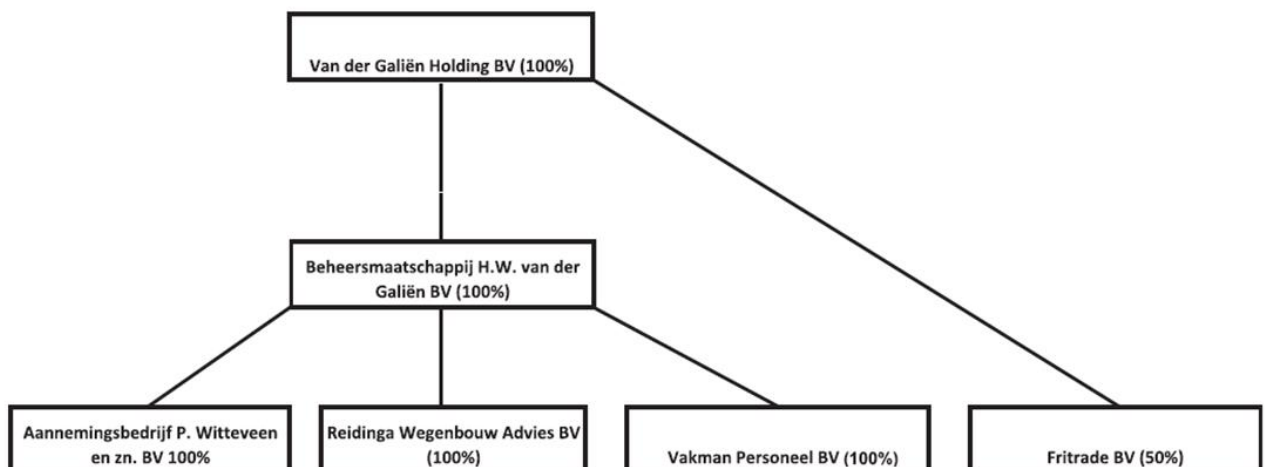 Van der Galiën Holding BV (100%)
Beheersmaatschappij H.W. van der
Galiën BV (100%)
Aannemingsbedrijf P. Witteveen
en zn. BV 100%
Reidinga Wegenbouw Advies BV
(100%)
Vakman Personeel BV (100%)
Fritrade BV (50%)